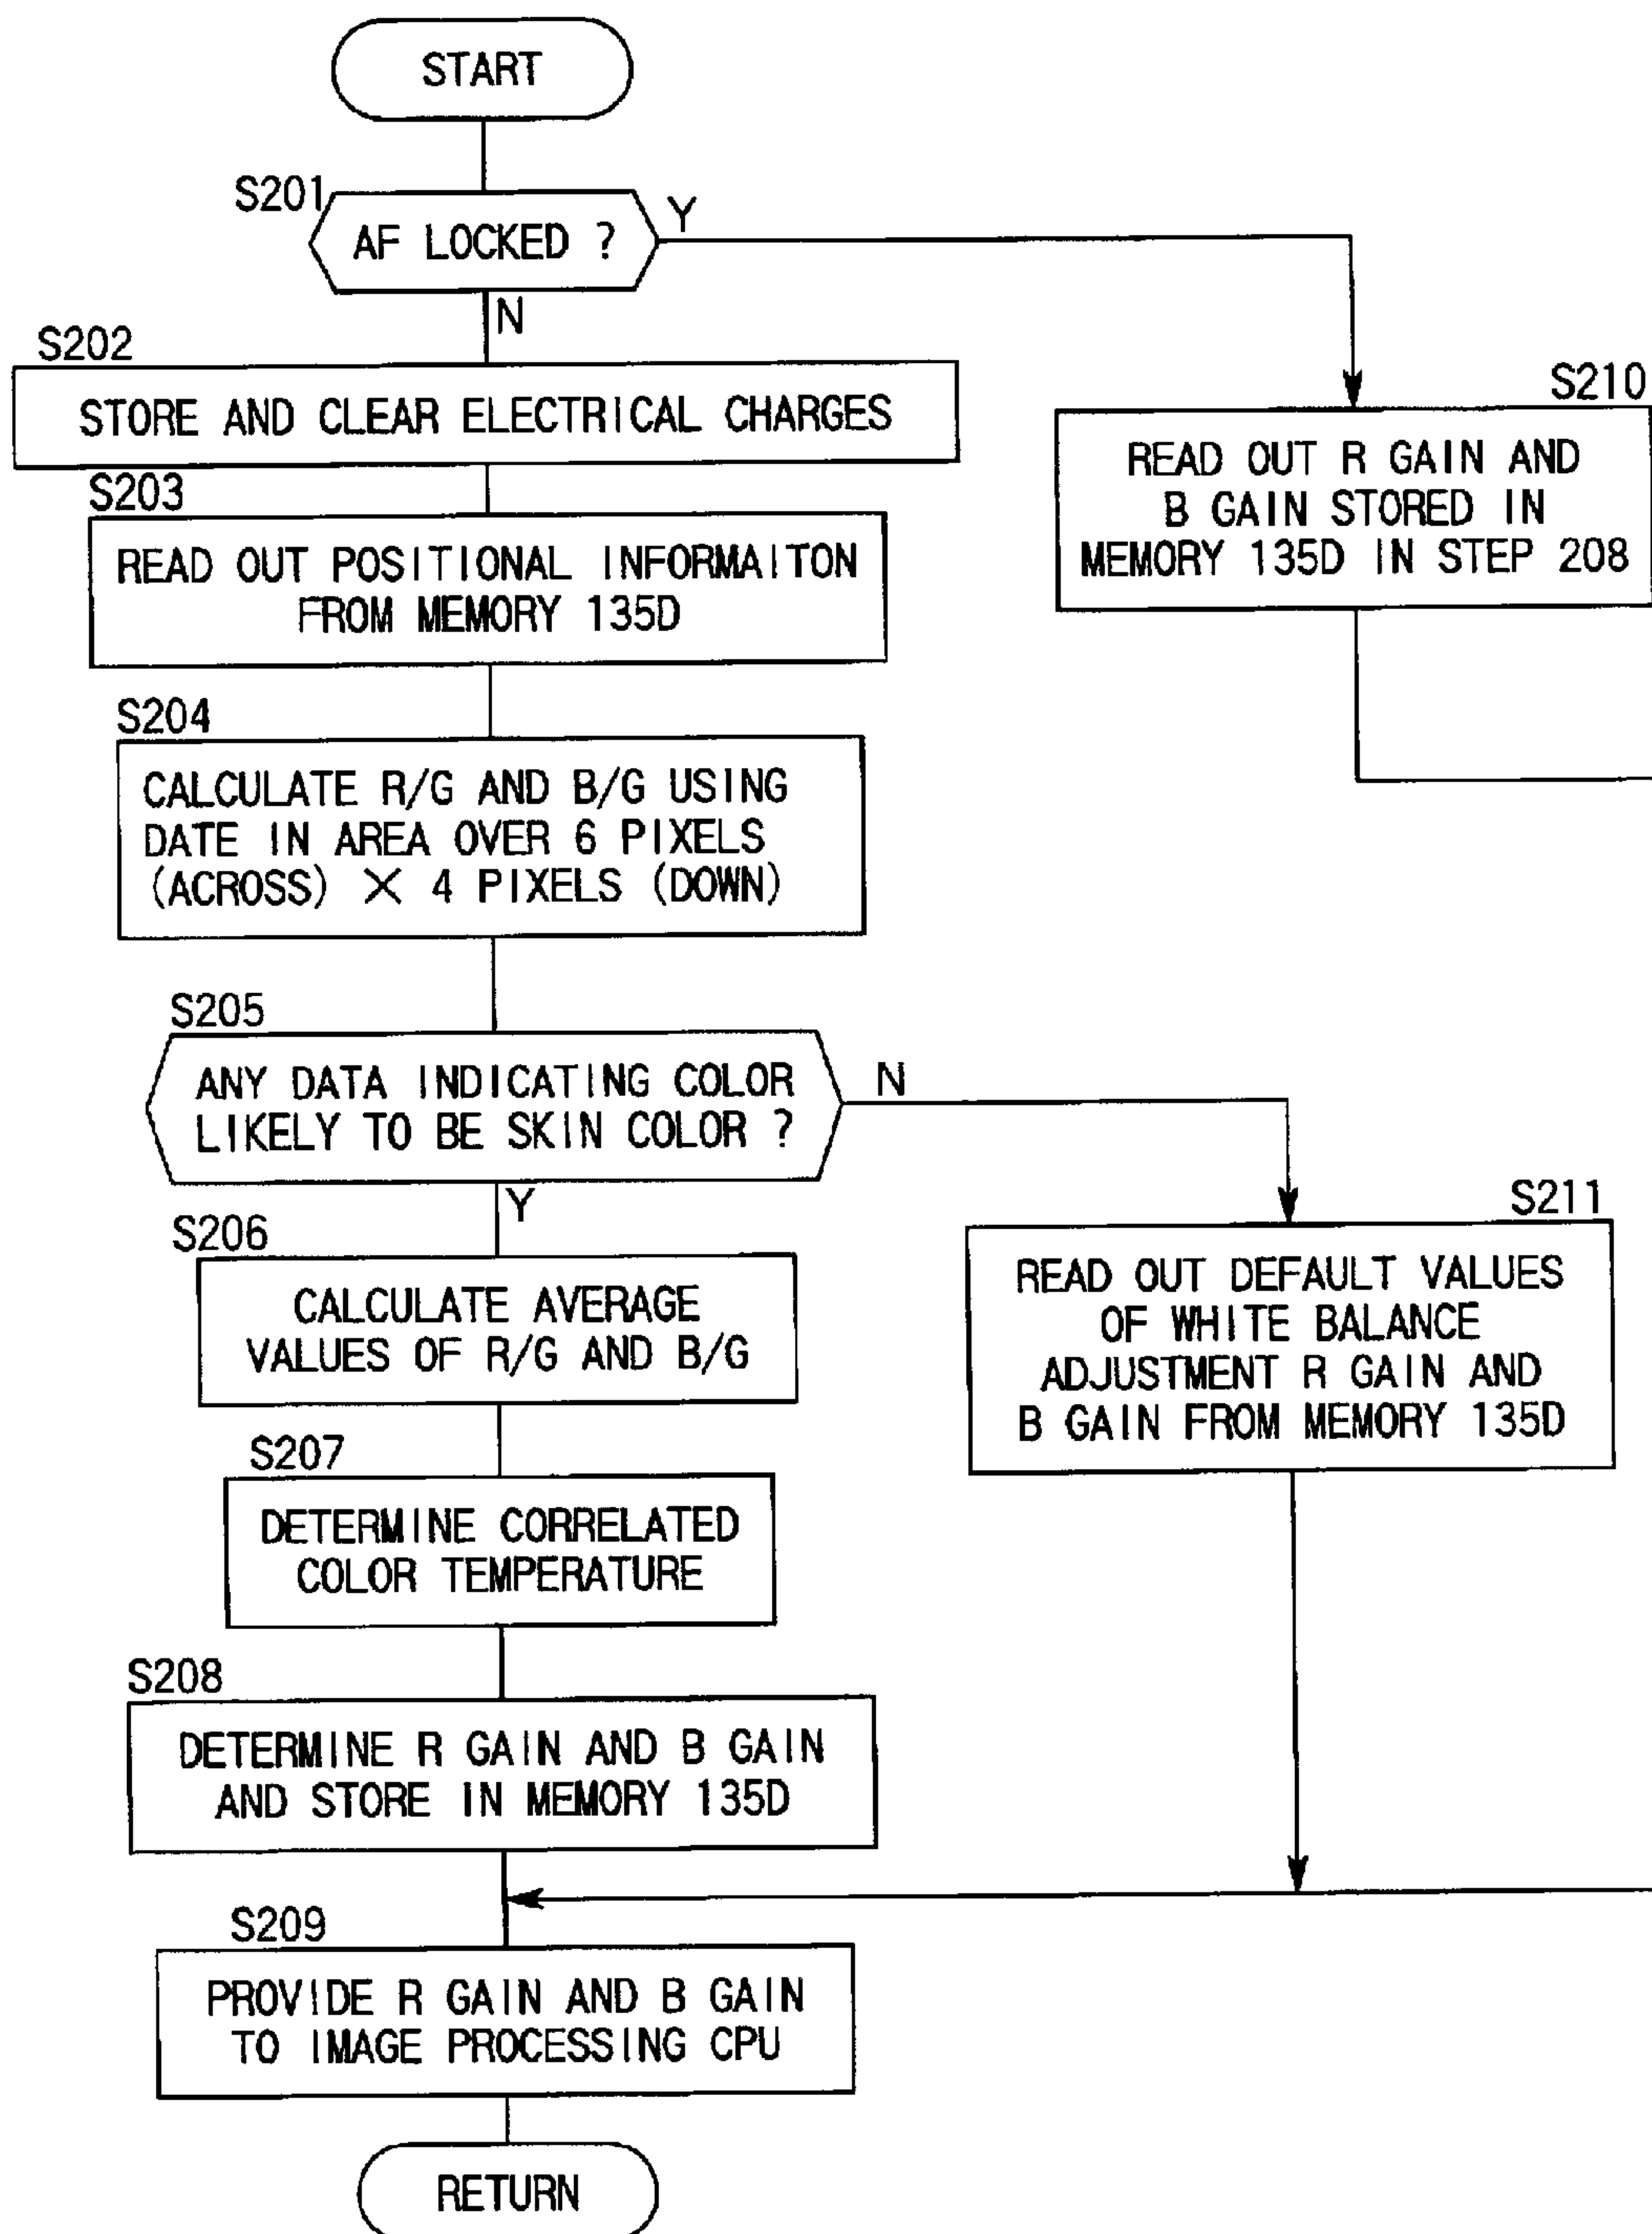 START
S201
AF LOCKED ?
Y
N
S202
STORE AND CLEAR ELECTRICAL CHARGES
S203
READ OUT POSITIONAL INFORMAITON
FROM MEMORY 135D
S204
CALCULATE R/G AND B/G USING
DATE IN AREA OVER 6 PIXELS
(ACROSS) × 4 PIXELS (DOWN)
S205
ANY DATA INDICATING COLOR
LIKELY TO BE SKIN COLOR ?
N
Y
S206
CALCULATE AVERAGE
VALUES OF R/G AND B/G
S207
DETERMINE CORRELATED
COLOR TEMPERATURE
S208
DETERMINE R GAIN AND B GAIN
AND STORE IN MEMORY 135D
S209
PROVIDE R GAIN AND B GAIN
TO IMAGE PROCESSING CPU
RETURN
S210
READ OUT R GAIN AND
B GAIN STORED IN
MEMORY 135D IN STEP 208
S211
READ OUT DEFAULT VALUES
OF WHITE BALANCE
ADJUSTMENT R GAIN AND
B GAIN FROM MEMORY 135D